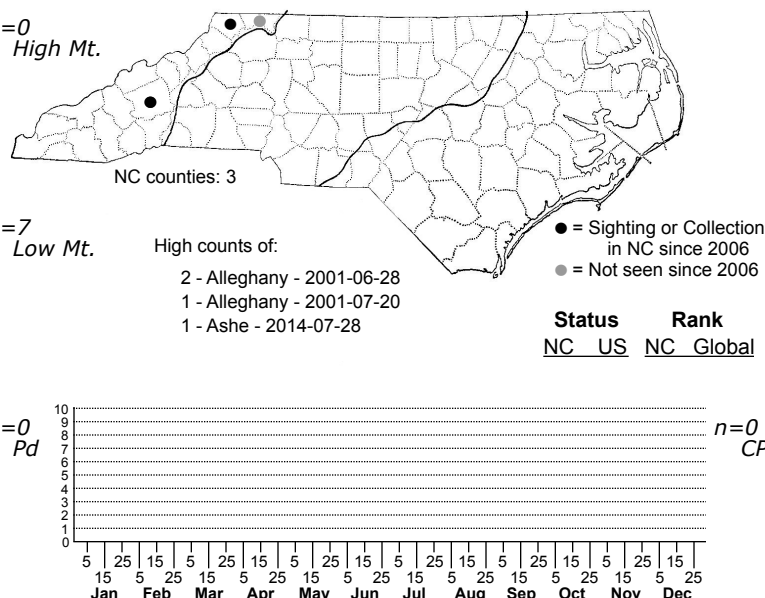 =0
High Mt.
NC counties: 3
=7
Low Mt.
High counts of:
2 - Alleghany - 2001-06-28
1 - Alleghany - 2001-07-20
1 - Ashe - 2014-07-28
● = Sighting or Collection
in NC since 2006
● = Not seen since 2006
Status Rank
NC US NC Global
=0
Pd
n=0
CP
10
9
8
7
6
5
4
3
2
1
0
5 25 15 5 25 15 5 25 15 5 25 15 5 25 15 5 25 15
15 5 25 15 5 25 15 5 25 15 5 25 15 5 25 15 5 25
Jan Feb Mar Apr May Jun Jul Aug Sep Oct Nov Dec